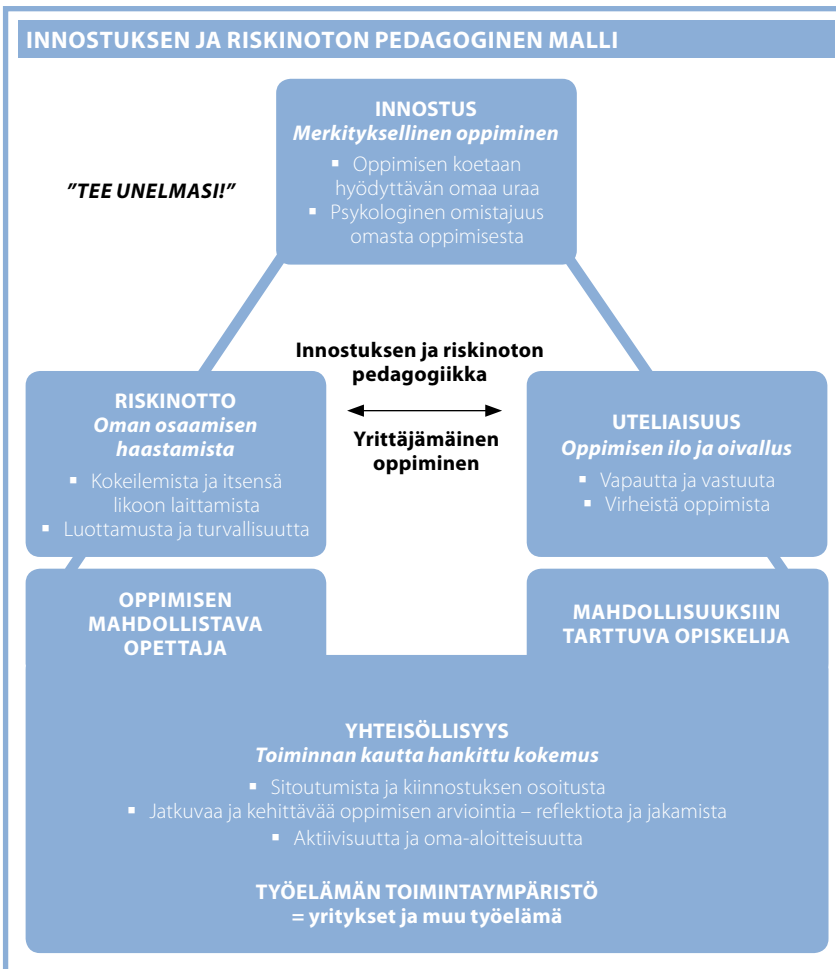 INNOSTUKSEN JA RISKINOTON PEDAGOGINEN MALLI
INNOSTUS
Merkityksellinen oppiminen
▪ Oppimisen koetaan
hyödyttävän omaa uraa
▪ Psykologinen omistajuus
omasta oppimisesta
”TEE UNELMASI!”
Innostuksen ja riskinoton
pedagogiikka
Yrittäjämäinen
oppiminen
RISKINOTTO
Oman osaamisen
haastamista
▪ Kokeilemista ja itsensä
likoon laittamista
▪ Luottamusta ja turvallisuutta
UTELIAISUUS
Oppimisen ilo ja oivallus
▪ Vapautta ja vastuuta
▪ Virheistä oppimista
OPPIMISEN
MAHDOLLISTAVA
OPETTAJA
MAHDOLLISUUKSIIN
TARTTUVA OPISKELIJA
YHTEISÖLLISYYS
Toiminnan kautta hankittu kokemus
▪ Sitoutumista ja kiinnostuksen osoitusta
▪ Jatkuvaa ja kehittävää oppimisen arviointia – reflektiota ja jakamista
▪ Aktiivisuutta ja oma-aloitteisuutta
TYÖELÄMÄN TOIMINTAYMPÄRISTÖ
= yritykset ja muu työelämä